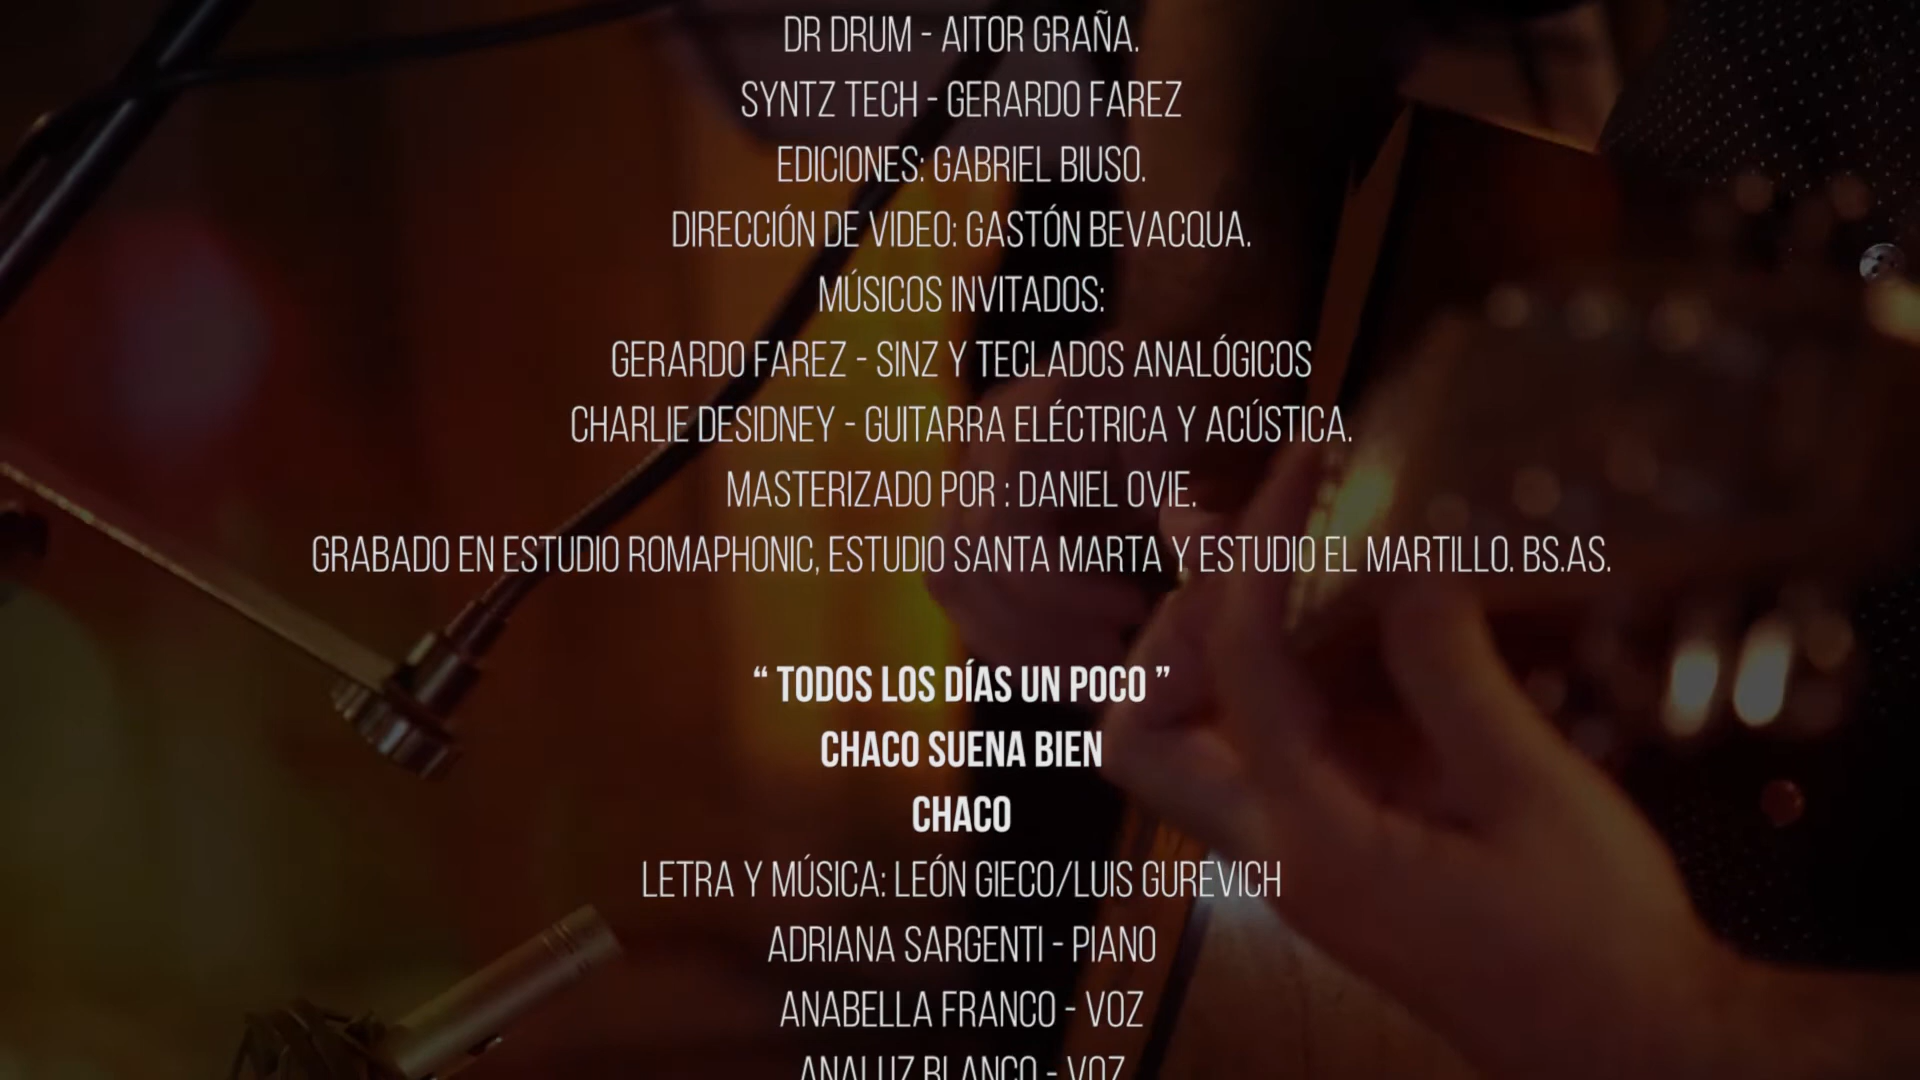 DR DRUM - AITOR GRAÑA.
SYNTZ TECH - GERARDO FAREZ
EDICIONES: GABRIEL BIUSO.
DIRECCIÓN DE VIDEO: GASTÓN BEVACQUA.
MÚSICOS INVITADOS:
GERARDO FAREZ - SINZ Y TECLADOS ANALÓGICOS
CHARLIE DESIDNEY - GUITARRA ELÉCTRICA Y ACÚSTICA.
MASTERIZADO POR : DANIEL OVIE.
GRABADO EN ESTUDIO ROMAPHONIC, ESTUDIO SANTA MARTA Y ESTUDIO EL MARTILLO. BS.AS.
“ TODOS LOS DÍAS UN POCO ”
CHACO SUENA BIEN
CHACO
LETRA Y MÚSICA: LEÓN GIECO/LUIS GUREVICH
ADRIANA SARGENTI - PIANO
ANABELLA FRANCO - VOZ
ANALUZ BLANCO - VOZ